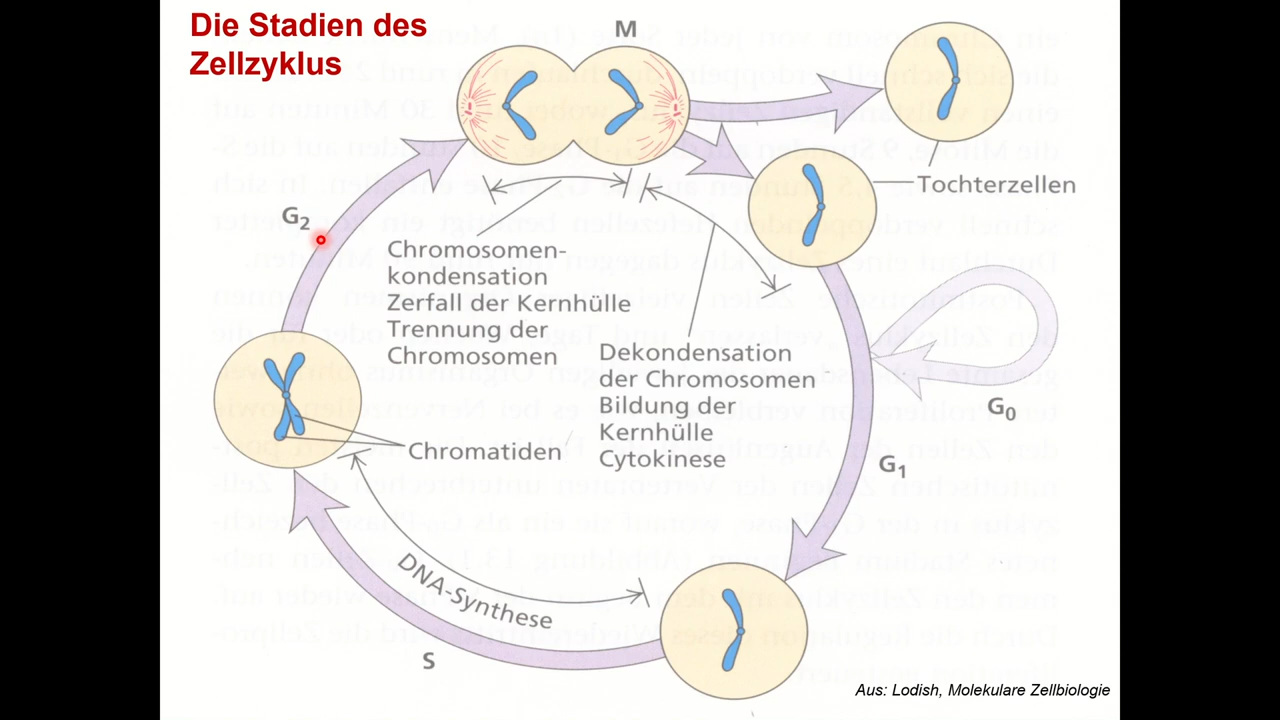 Die Stadien des
Zellzyklus
M
Tochterzellen
G₂
Chromosomen-
kondensation
Zerfall der Kernhülle
Trennung der
Chromosomen
Dekondensation
der Chromosomen
Bildung der
Kernhülle
Cytokinese
G₀
Chromatiden
G₁
DNA-Synthese
S
Aus: Lodish, Molekulare Zellbiologie